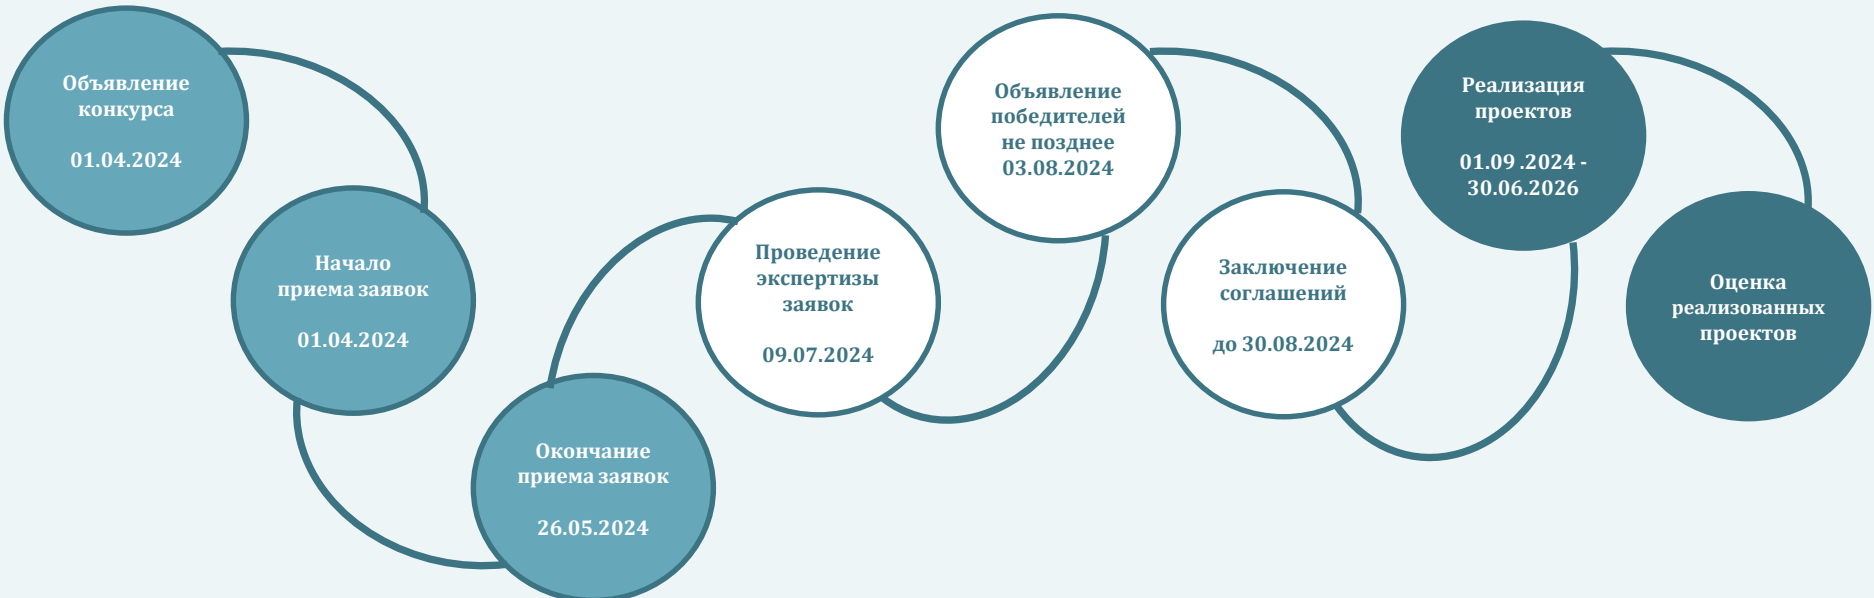 Объявление
конкурса
01.04.2024
Начало
приема заявок
01.04.2024
Окончание
приема заявок
26.05.2024
Проведение
экспертизы
заявок
09.07.2024
Объявление
победителей
не позднее
03.08.2024
Заключение
соглашений
до 30.08.2024
Реализация
проектов
01.09 .2024 -
30.06.2026
Оценка
реализованных
проектов